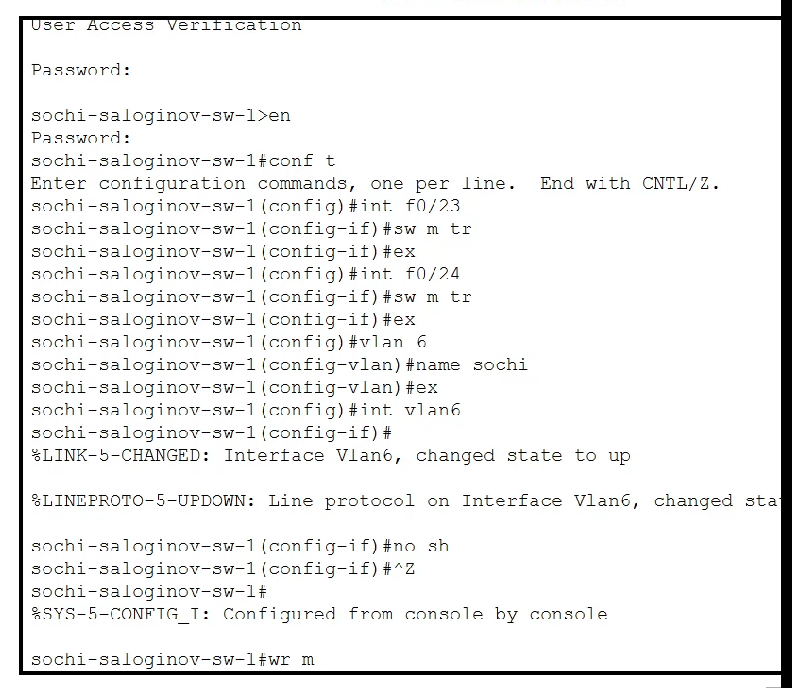 User Access Verification
Password:
sochi-saloginov-sw-1>en
Password:
sochi-saloginov-sw-1#conf t
Enter configuration commands, one per line.  End with CNTL/Z.
sochi-saloginov-sw-1(config)#int f0/23
sochi-saloginov-sw-1(config-if)#sw m tr
sochi-saloginov-sw-1(config-if)#ex
sochi-saloginov-sw-1(config)#int f0/24
sochi-saloginov-sw-1(config-if)#sw m tr
sochi-saloginov-sw-1(config-if)#ex
sochi-saloginov-sw-1(config)#vlan 6
sochi-saloginov-sw-1(config-vlan)#name sochi
sochi-saloginov-sw-1(config-vlan)#ex
sochi-saloginov-sw-1(config)#int vlan6
sochi-saloginov-sw-1(config-if)#
%LINK-5-CHANGED: Interface Vlan6, changed state to up
%LINEPROTO-5-UPDOWN: Line protocol on Interface Vlan6, changed sta
sochi-saloginov-sw-1(config-if)#no sh
sochi-saloginov-sw-1(config-if)#^Z
sochi-saloginov-sw-1#
%SYS-5-CONFIG_I: Configured from console by console
sochi-saloginov-sw-1#wr m